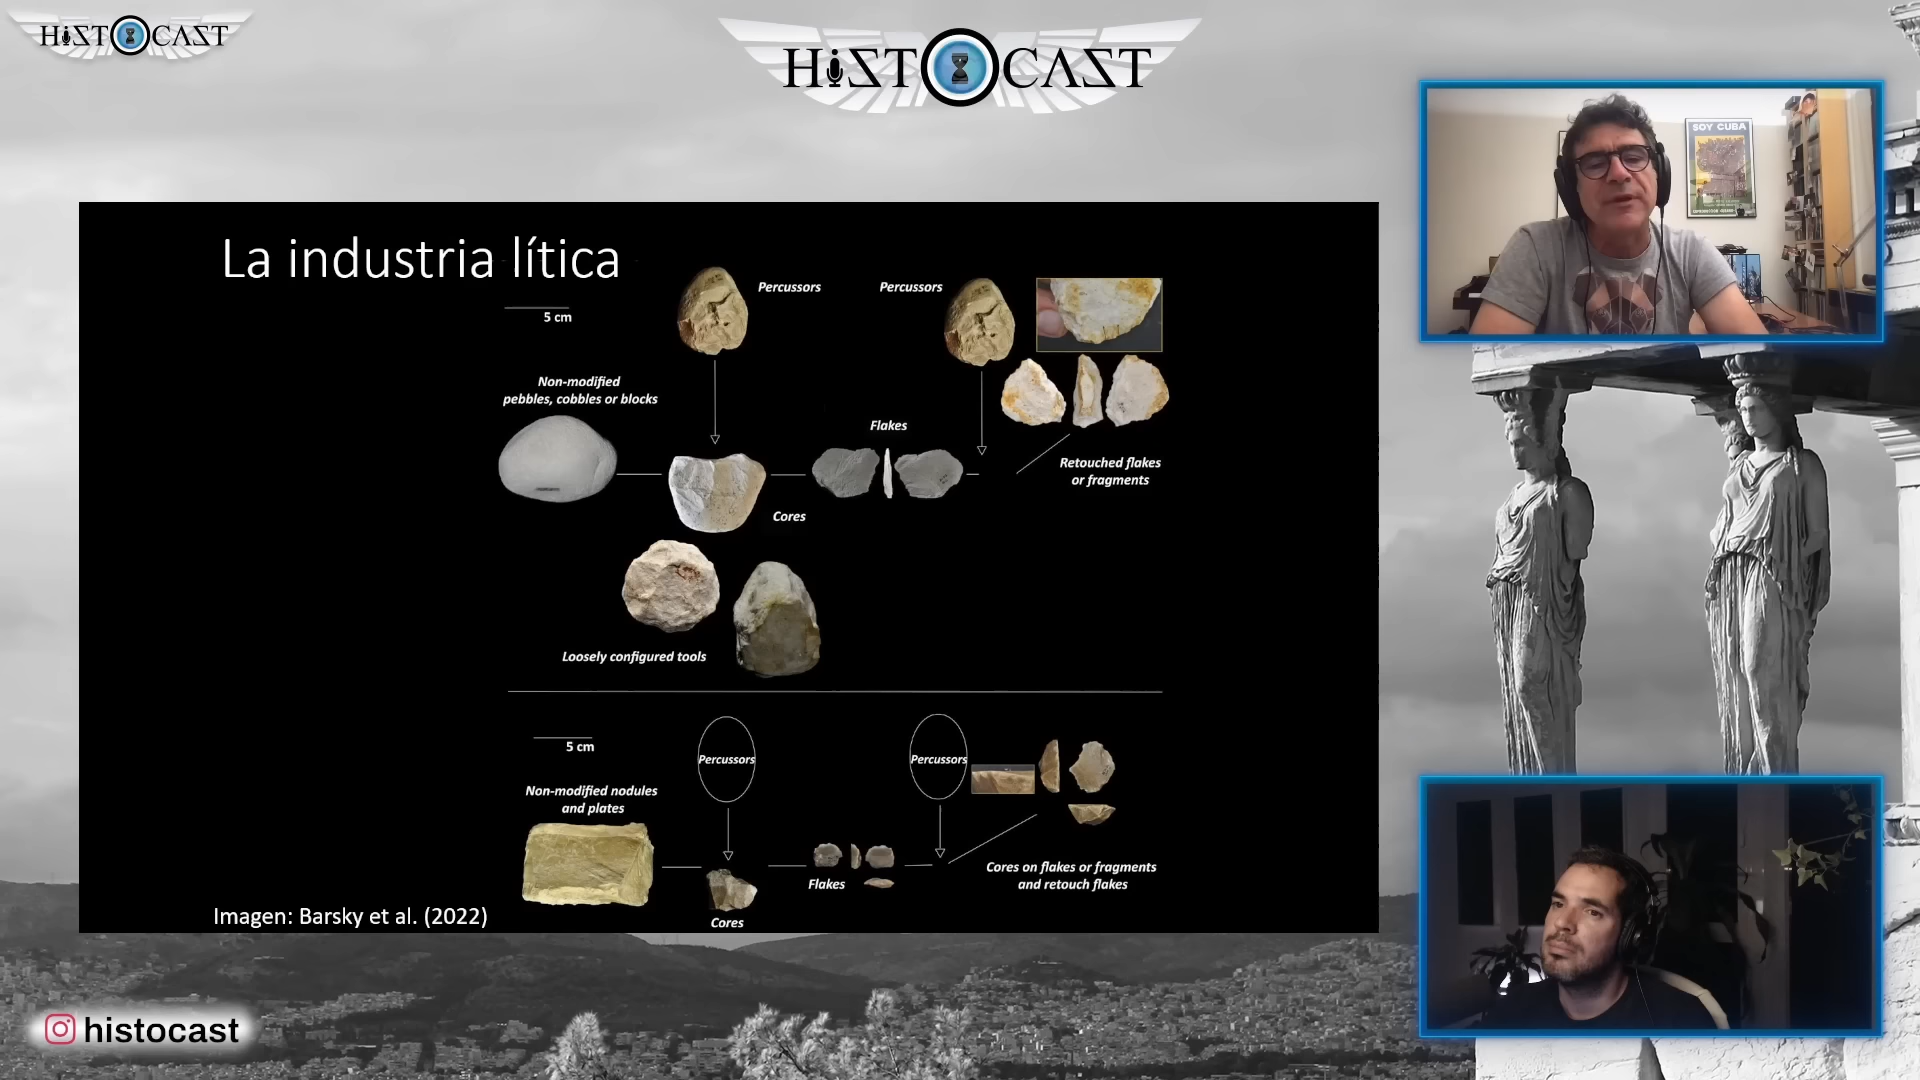 HiSTOCAST
HiSTOCAST
SOY CUBA
La industria lítica
Percussors
Percussors
5 cm
Non-modified
pebbles, cobbles or blocks
Flakes
Retouched flakes
or fragments
Cores
Loosely configured tools
5 cm
Percussors
Percussors
Non-modified nodules
and plates
Flakes
Cores on flakes or fragments
and retouch flakes
Cores
Imagen: Barsky et al. (2022)
histocast